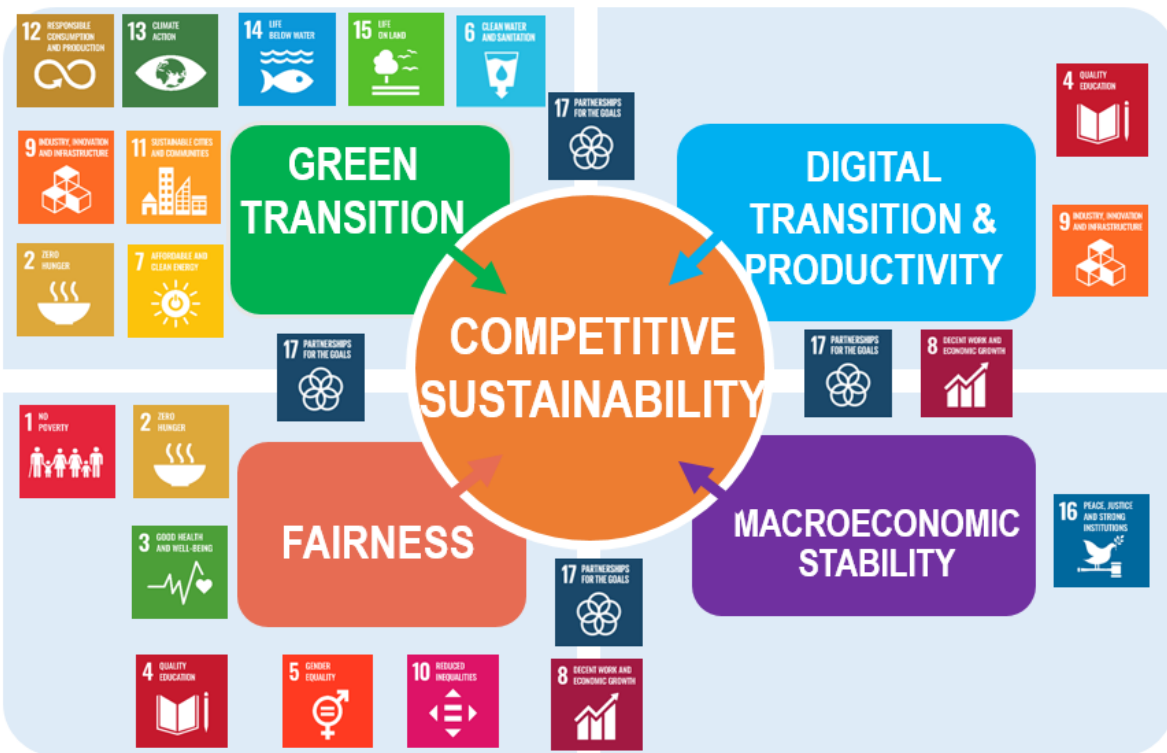 12 RESPONSIBLE
CONSUMPTION
AND PRODUCTION
13 CLIMATE
ACTION
14 LIFE
BELOW WATER
15 LIFE
ON LAND
6 CLEAN WATER
AND SANITATION
17 PARTNERSHIPS
FOR THE GOALS
4 QUALITY
EDUCATION
9 INDUSTRY, INNOVATION
AND INFRASTRUCTURE
11 SUSTAINABLE CITIES
AND COMMUNITIES
GREEN
TRANSITION
DIGITAL
TRANSITION &
PRODUCTIVITY
9 INDUSTRY, INNOVATION
AND INFRASTRUCTURE
2 ZERO
HUNGER
7 AFFORDABLE AND
CLEAN ENERGY
17 PARTNERSHIPS
FOR THE GOALS
COMPETITIVE
SUSTAINABILITY
17 PARTNERSHIPS
FOR THE GOALS
8 DECENT WORK AND
ECONOMIC GROWTH
1 NO
POVERTY
2 ZERO
HUNGER
3 GOOD HEALTH
AND WELL-BEING
FAIRNESS
MACROECONOMIC
STABILITY
16 PEACE, JUSTICE
AND STRONG
INSTITUTIONS
17 PARTNERSHIPS
FOR THE GOALS
4 QUALITY
EDUCATION
5 GENDER
EQUALITY
10 REDUCED
INEQUALITIES
8 DECENT WORK AND
ECONOMIC GROWTH